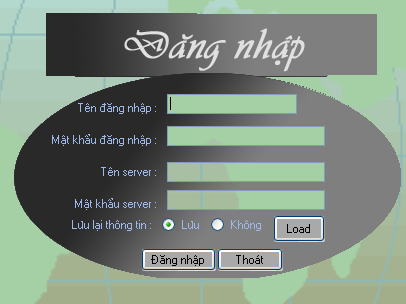 Đăng nhập
Tên đăng nhập :
Mật khẩu đăng nhập :
Tên server :
Mật khẩu server :
Lưu lại thông tin : Lưu Không Load
Đăng nhập Thoát